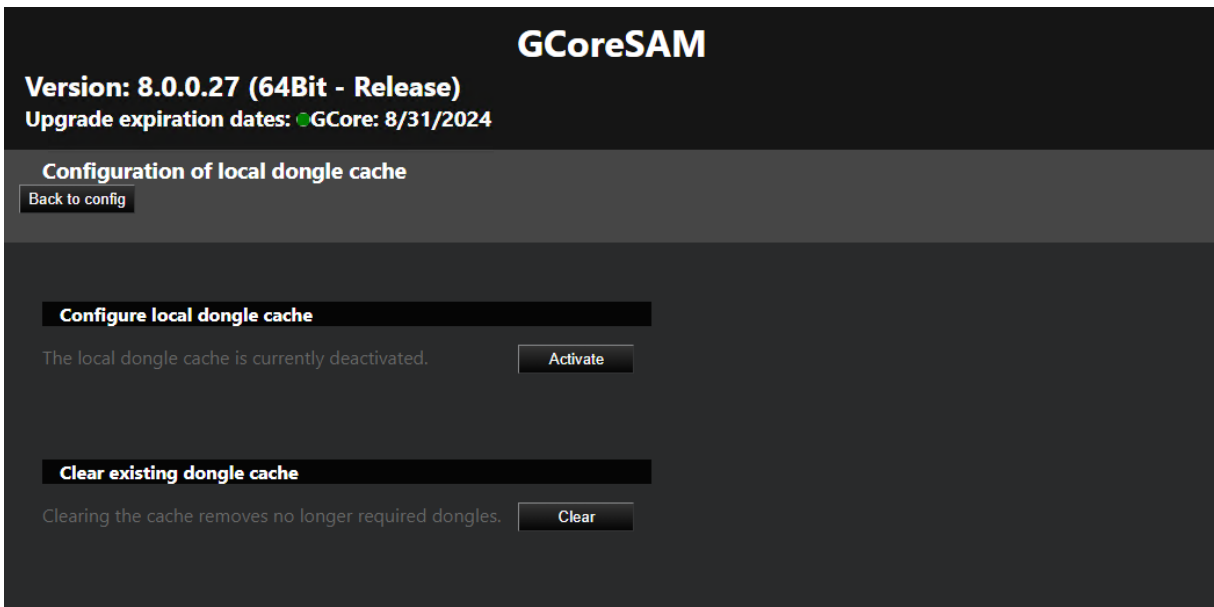 GCoreSAM
Version: 8.0.0.27 (64Bit - Release)
Upgrade expiration dates: GCore: 8/31/2024
Configuration of local dongle cache
Back to config
Configure local dongle cache
The local dongle cache is currently deactivated. Activate
Clear existing dongle cache
Clearing the cache removes no longer required dongles. Clear